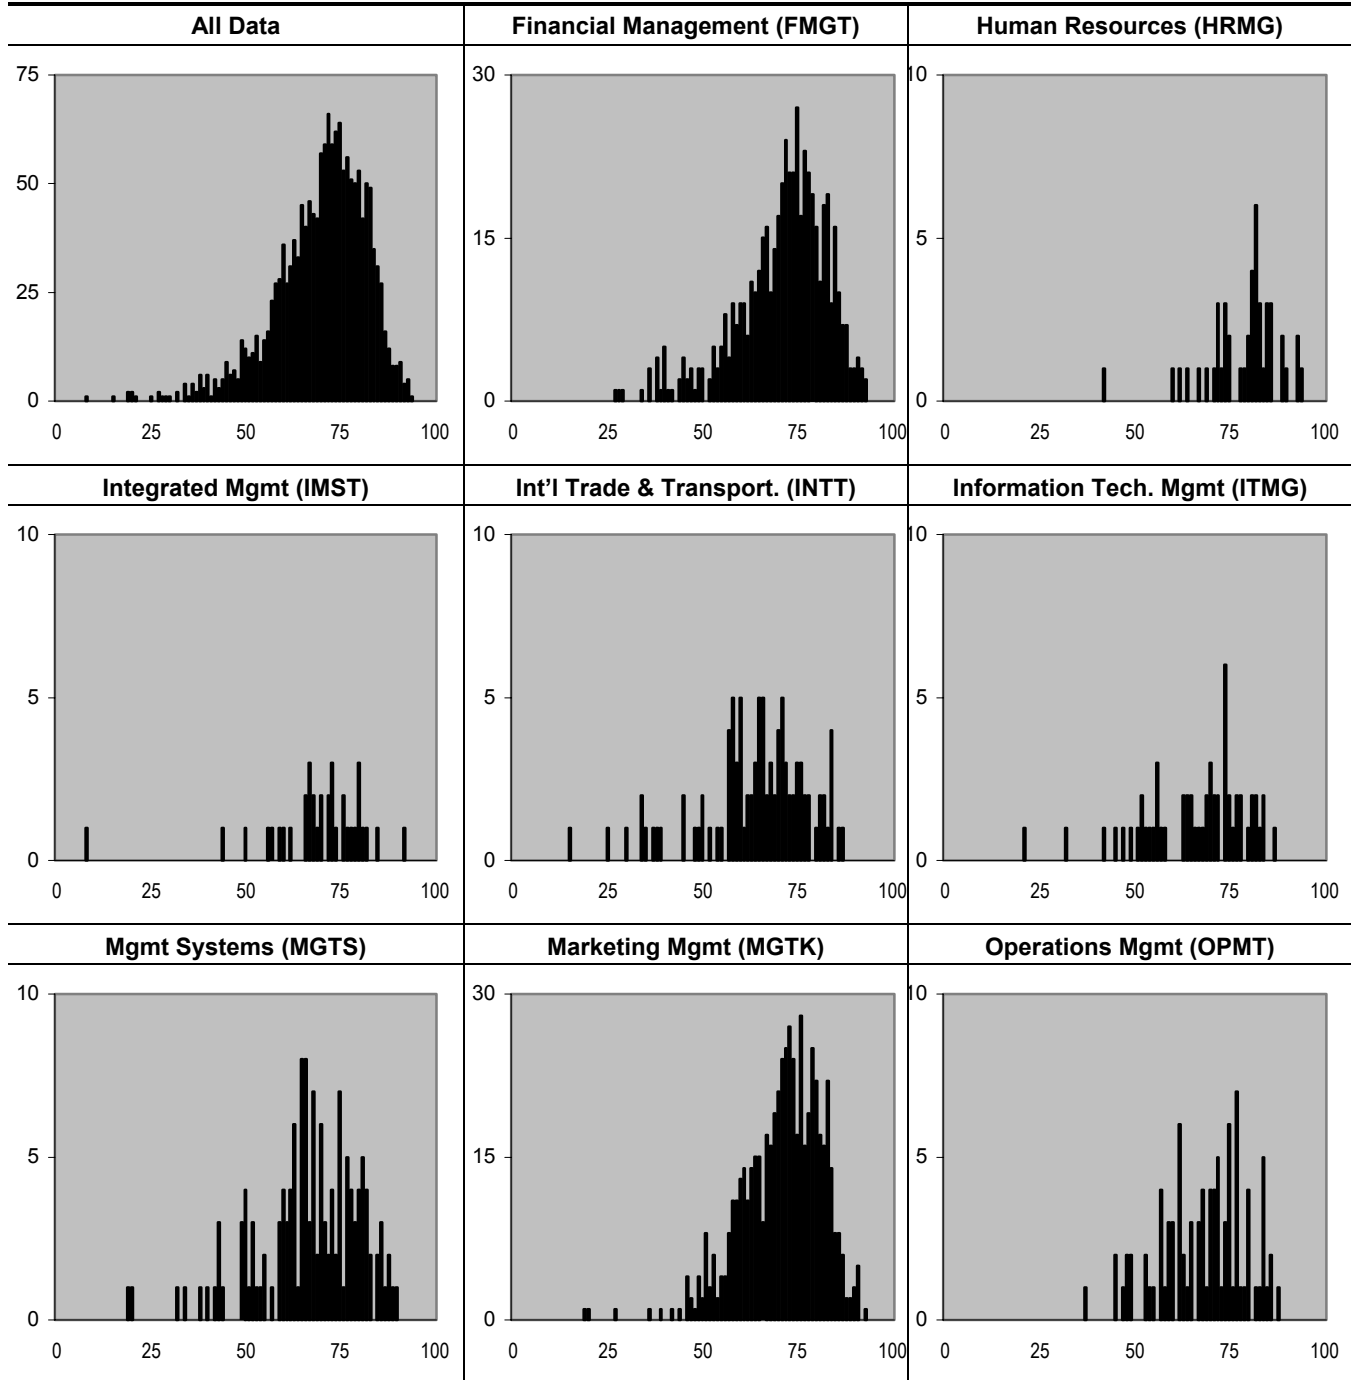 All Data Financial Management (FMGT) Human Resources (HRMG)
75 30 10
50
15 5
25
0 0 0
0 25 50 75 100 0 25 50 75 100 0 25 50 75 100
Integrated Mgmt (IMST) Int’l Trade & Transport. (INTT) Information Tech. Mgmt (ITMG)
10 10 10
5 5 5
0 0 0
0 25 50 75 100 0 25 50 75 100 0 25 50 75 100
Mgmt Systems (MGTS) Marketing Mgmt (MGTK) Operations Mgmt (OPMT)
10 30 10
5 15 5
0 0 0
0 25 50 75 100 0 25 50 75 100 0 25 50 75 100